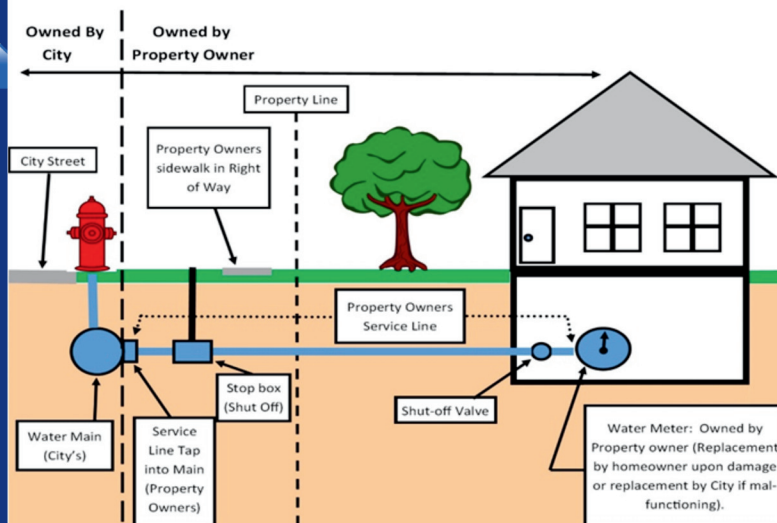 Owned By
City
Owned by
Property Owner
Property Line
City Street
Property Owners
sidewalk in Right
of Way
Property Owners
Service Line
Stop box
(Shut Off)
Shut-off Valve
Water Main
(City's)
Service
Line Tap
into Main
(Property
Owners)
Water Meter: Owned by
Property owner (Replacement
by homeowner upon damage
or replacement by City if mal-
functioning).